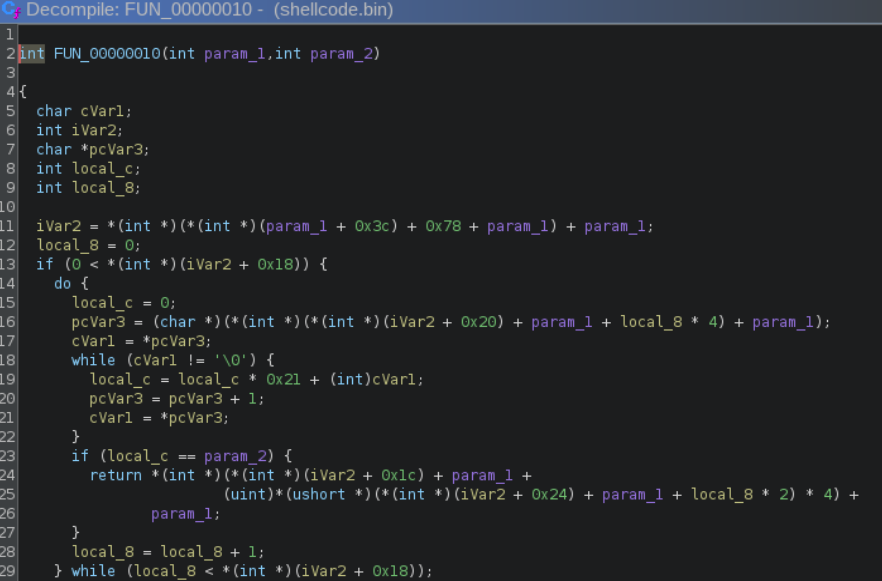 Decompile: FUN_00000010 - (shellcode.bin)
1
2 int FUN_00000010(int param_1,int param_2)
3
4 {
5 char cVar1;
6 int iVar2;
7 char *pcVar3;
8 int local_c;
9 int local_8;
10
11 iVar2 = *(int *)(*(int *)(param_1 + 0x3c) + 0x78 + param_1) + param_1;
12 local_8 = 0;
13 if (0 < *(int *)(iVar2 + 0x18)) {
14 do {
15 local_c = 0;
16 pcVar3 = (char *)(*(int *)(*(int *)(iVar2 + 0x20) + param_1 + local_8 * 4) + param_1);
17 cVar1 = *pcVar3;
18 while (cVar1 != '\0') {
19 local_c = local_c * 0x21 + (int)cVar1;
20 pcVar3 = pcVar3 + 1;
21 cVar1 = *pcVar3;
22 }
23 if (local_c == param_2) {
24 return *(int *)(*(int *)(iVar2 + 0x1c) + param_1 +
25 (uint)*(ushort *)(*(int *)(iVar2 + 0x24) + param_1 + local_8 * 2) * 4) +
26 param_1;
27 }
28 local_8 = local_8 + 1;
29 } while (local_8 < *(int *)(iVar2 + 0x18));